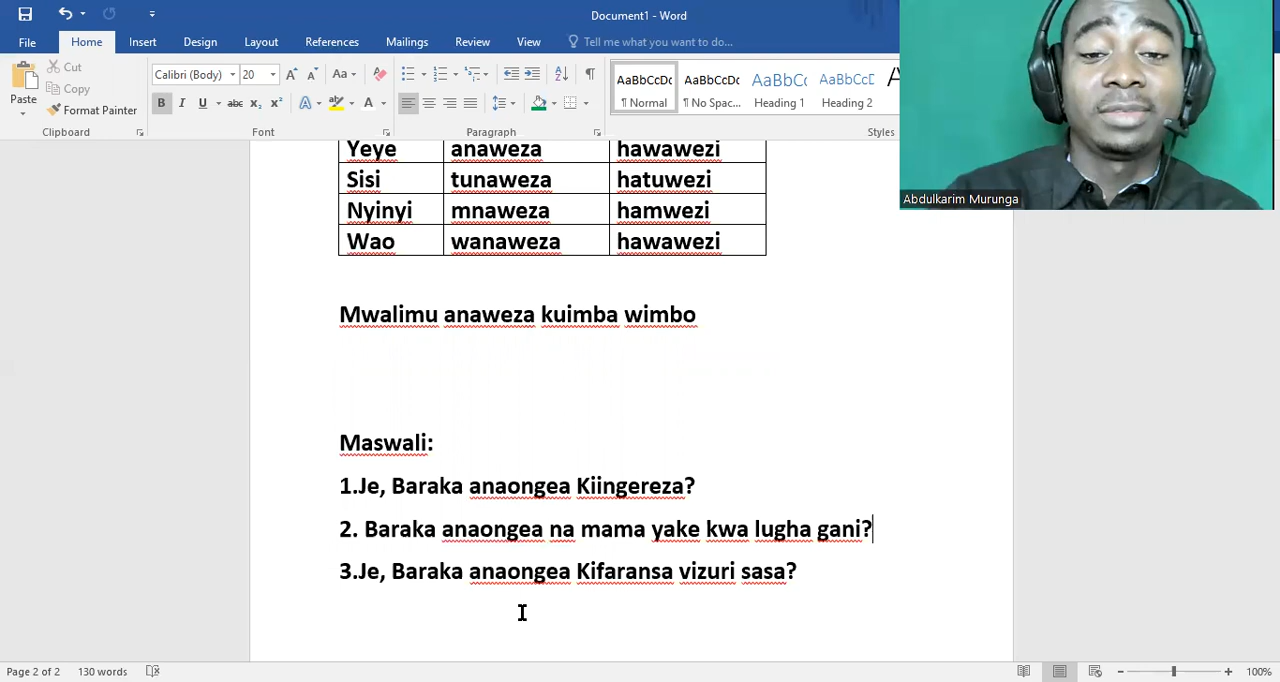 Document1 - Word
File Home Insert Design Layout References Mailings Review View Tell me what you want to do...
Cut
Copy
Format Painter
Paste
Calibri (Body) 20
AaBbCcDc AaBbCcDc AaBbCc AaBbCcD
¶ Normal ¶ No Spac... Heading 1 Heading 2
Clipboard Font Paragraph Styles
Abdulkarim Murunga
Yeye anaweza hawawezi
Sisi tunaweza hatuwezi
Nyinyi mnaweza hamwezi
Wao wanaweza hawawezi
Mwalimu anaweza kuimba wimbo
Maswali:
1.Je, Baraka anaongea Kiingereza?
2. Baraka anaongea na mama yake kwa lugha gani?
3.Je, Baraka anaongea Kifaransa vizuri sasa?
Page 2 of 2 130 words 100%